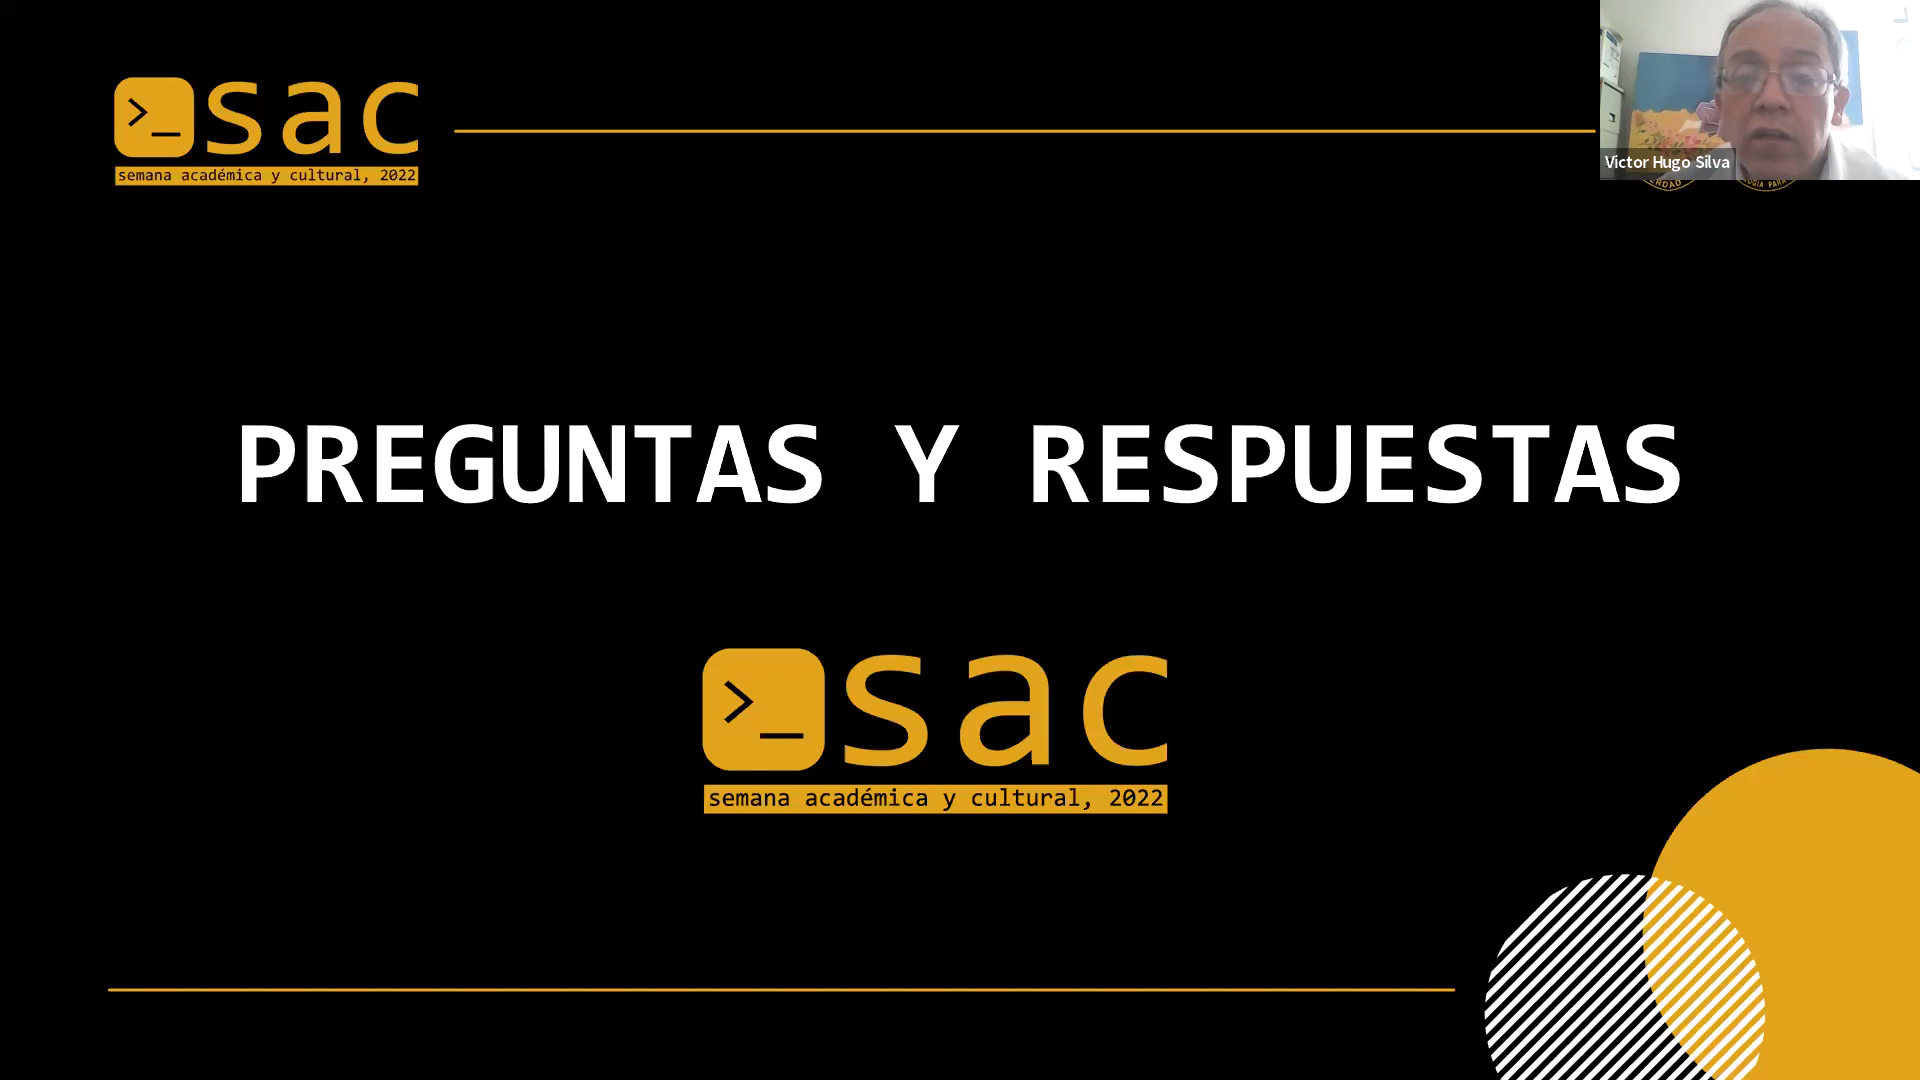 >_sac
semana académica y cultural, 2022
Victor Hugo Silva
PREGUNTAS Y RESPUESTAS
>_sac
semana académica y cultural, 2022